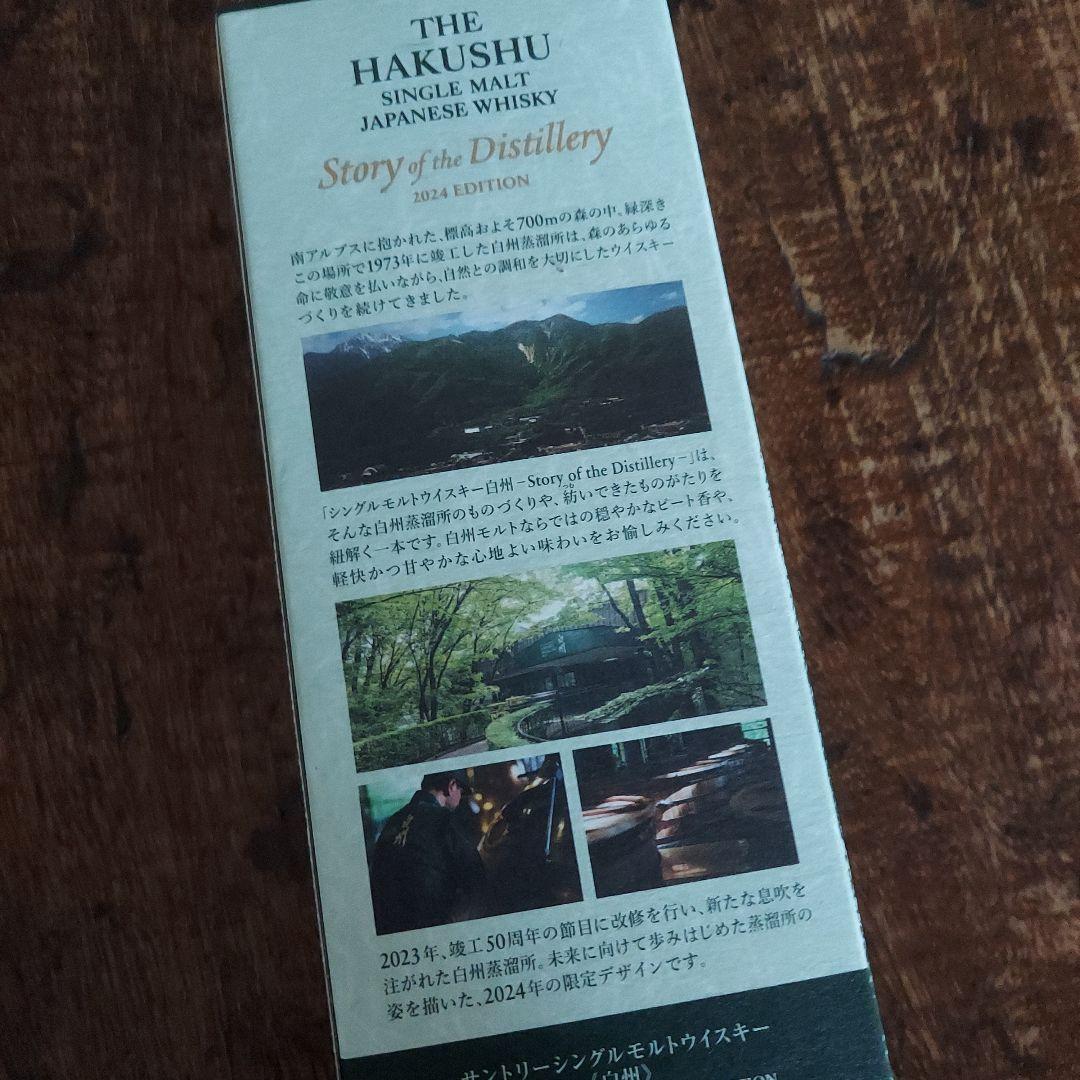 THE
HAKUSHU
SINGLE MALT
JAPANESE WHISKY
Story of the Distillery
2024 EDITION
南アルプスに抱かれた、標高およそ700mの森の中。緑深き
この場所で1973年に竣工した白州蒸溜所は、森のあらゆる
命に敬意を払いながら、自然との調和を大切にしたウイスキー
づくりを続けてきました。
「シングルモルトウイスキー白州 –Story of the Distillery–」は、
そんな白州蒸溜所のものづくりや、紡いできたものがたりを
つむ
紐解く一本です。白州モルトならではの穏やかなピート香や、
軽快かつ甘やかな心地よい味わいをお愉しみください。
2023年、竣工50周年の節目に改修を行い、新たな息吹を
注がれた白州蒸溜所。未来に向けて歩みはじめた蒸溜所の
姿を描いた、2024年の限定デザインです。
サントリーシングルモルトウイスキー
《白州》